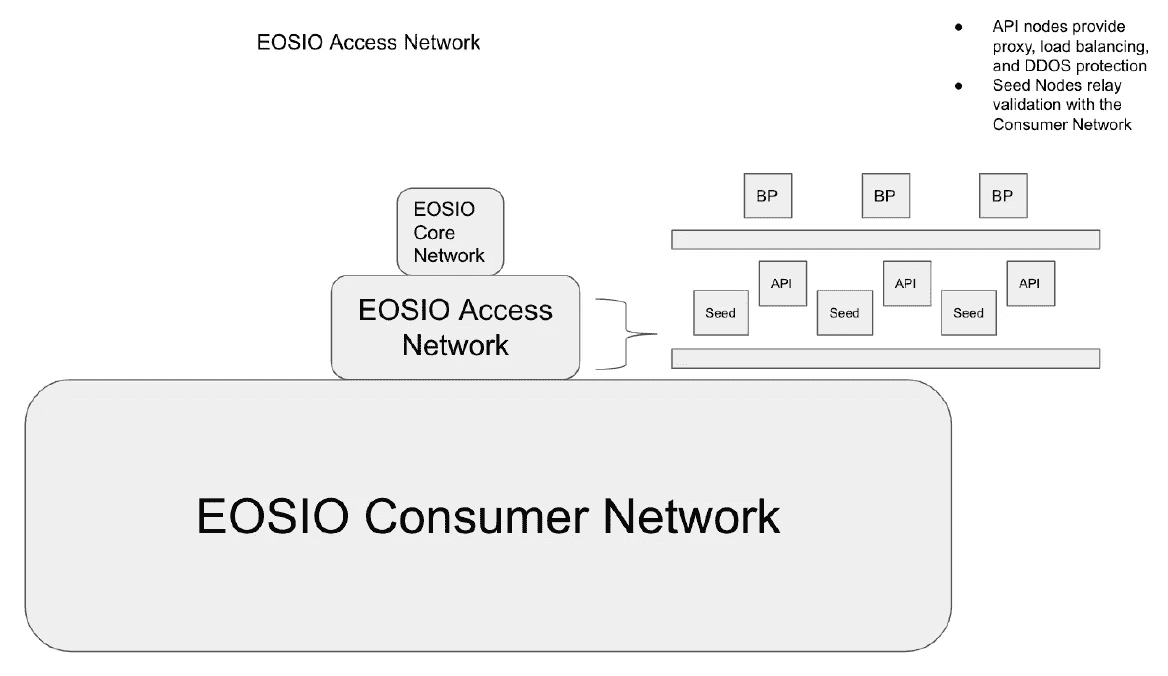 EOSIO Access Network
● API nodes provide
proxy, load balancing,
and DDOS protection
● Seed Nodes relay
validation with the
Consumer Network
EOSIO
Core
Network
BP
BP
BP
API
API
API
Seed
Seed
Seed
EOSIO Access
Network
EOSIO Consumer Network